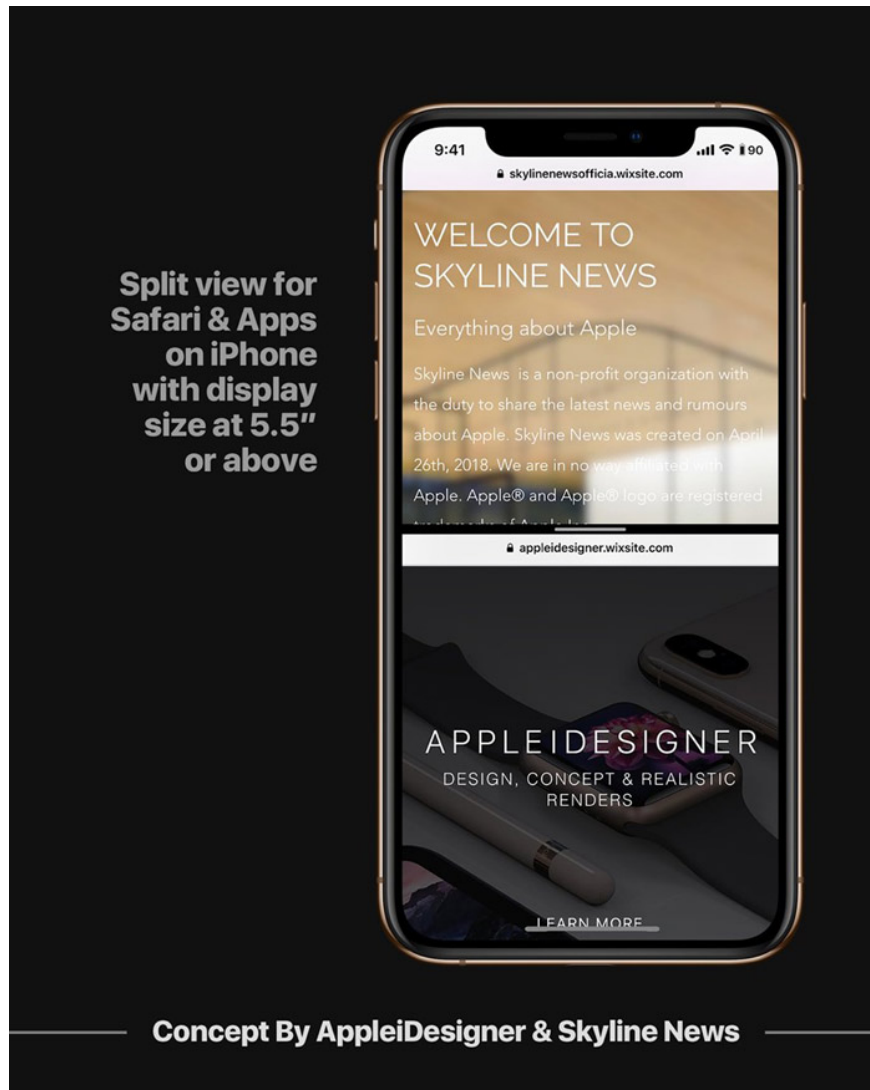 Split view for
Safari & Apps
on iPhone
with display
size at 5.5″
or above
9:41
90
skylinenewsofficia.wixsite.com
WELCOME TO
SKYLINE NEWS
Everything about Apple
Skyline News is a non-profit organization with
the duty to share the latest news and rumours
about Apple. Skyline News was created on April
26th, 2018. We are in no way affiliated with
Apple. Apple® and Apple® logo are registered
trademarks of Apple Inc
appleidesigner.wixsite.com
APPLEIDESIGNER
DESIGN, CONCEPT & REALISTIC
RENDERS
LEARN MORE
Concept By AppleiDesigner & Skyline News